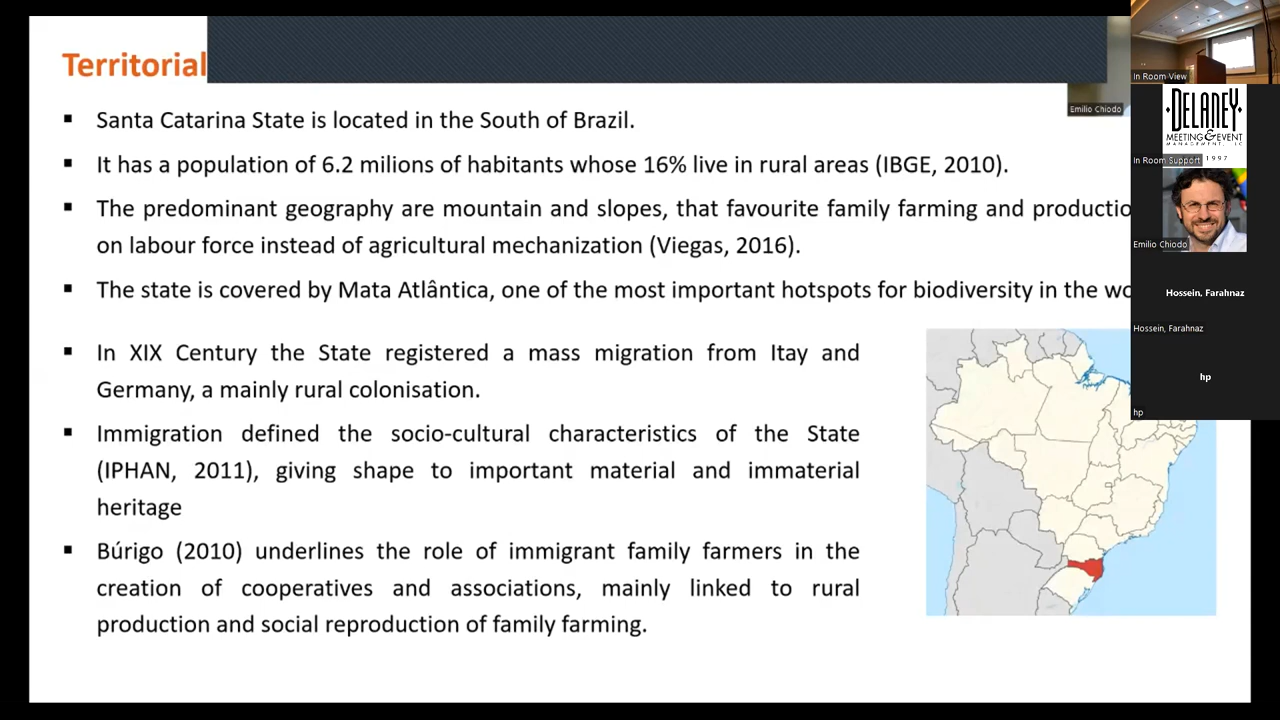 Territorial
Santa Catarina State is located in the South of Brazil.
It has a population of 6.2 milions of habitants whose 16% live in rural areas (IBGE, 2010).
The predominant geography are mountain and slopes, that favourite family farming and productio
on labour force instead of agricultural mechanization (Viegas, 2016).
The state is covered by Mata Atlântica, one of the most important hotspots for biodiversity in the wo
In XIX Century the State registered a mass migration from Itay and
Germany, a mainly rural colonisation.
Immigration defined the socio-cultural characteristics of the State
(IPHAN, 2011), giving shape to important material and immaterial
heritage
Búrigo (2010) underlines the role of immigrant family farmers in the
creation of cooperatives and associations, mainly linked to rural
production and social reproduction of family farming.
Emilio Chiodo
In Room View
DELANEY
MEETING & EVENT
MANAGEMENT, LLC
In Room Support
1997
Emilio Chiodo
Hossein, Farahnaz
Hossein, Farahnaz
hp
hp